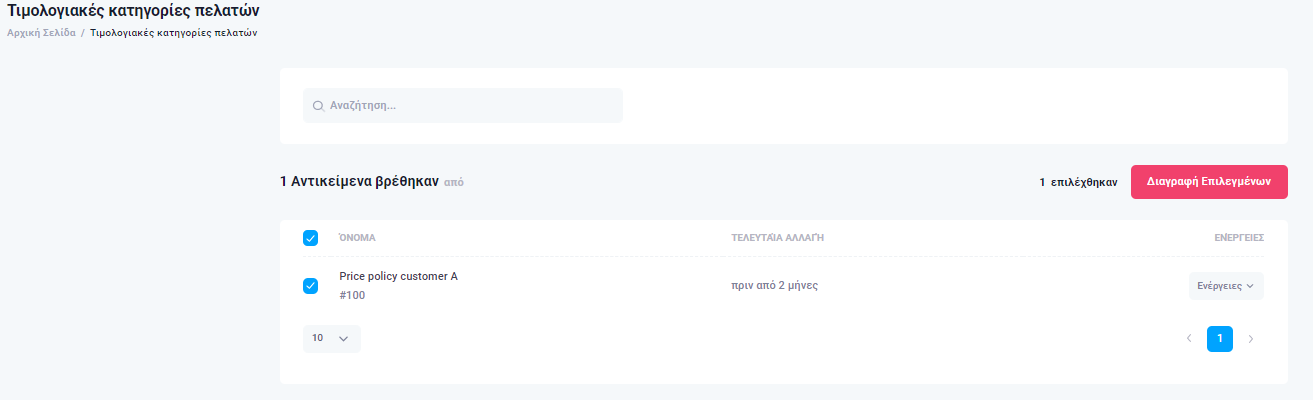 Τιμολογιακές κατηγορίες πελατών
Αρχική Σελίδα / Τιμολογιακές κατηγορίες πελατών
Αναζήτηση...
1 Αντικείμενα βρέθηκαν από
1 επιλέχθηκαν
Διαγραφή Επιλεγμένων
ΌΝΟΜΑ ΤΕΛΕΥΤΑΊΑ ΑΛΛΑΓΉ ΕΝΈΡΓΕΙΕΣ
Price policy customer A
#100
πριν από 2 μήνες
Ενέργειες
10
1